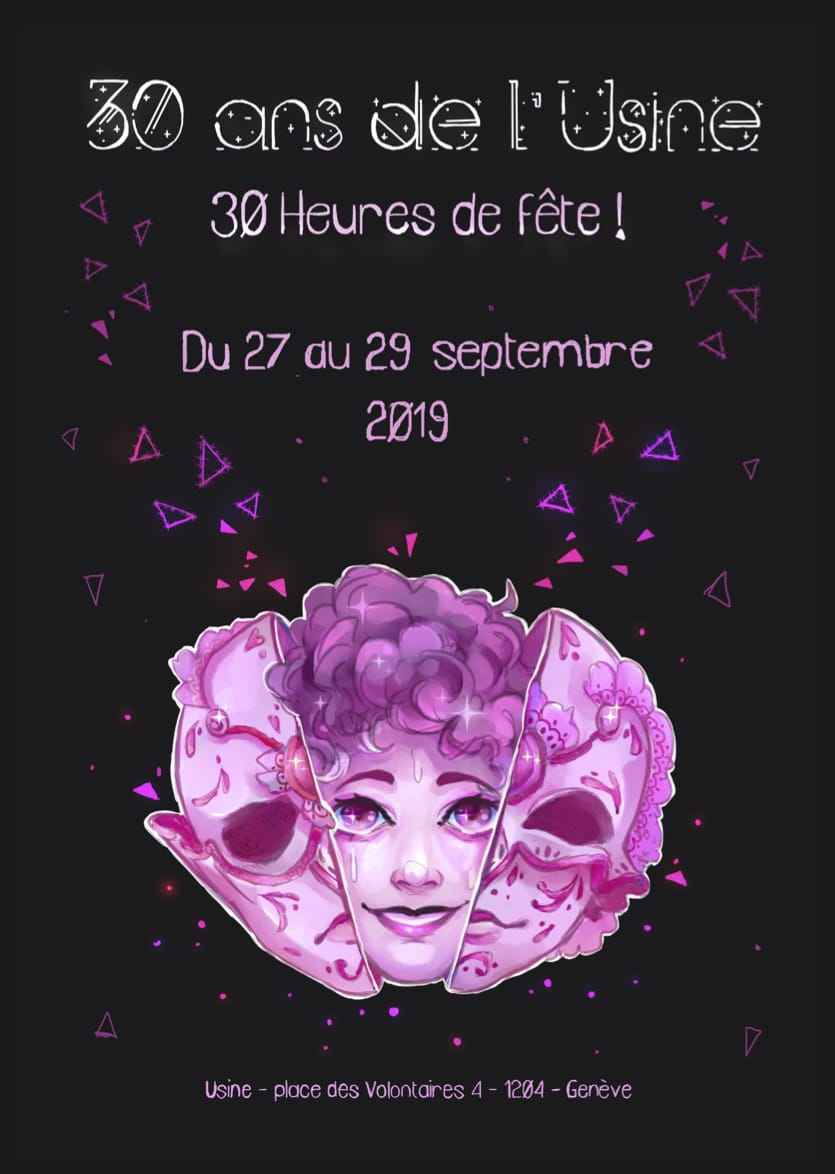 30 ans de l'Usine
30 Heures de fête !
Du 27 au 29 septembre
2019
Usine - place des Volontaires 4 - 1204 - Genève